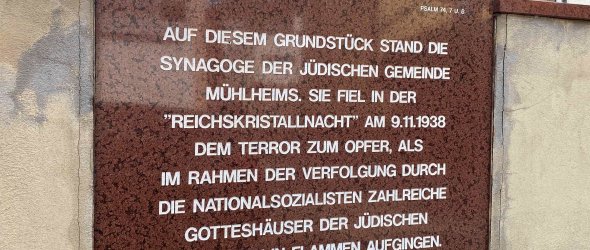 PSALM 74, 7 U. 8
AUF DIESEM GRUNDSTÜCK STAND DIE
SYNAGOGE DER JÜDISCHEN GEMEINDE
MÜHLHEIMS. SIE FIEL IN DER
"REICHSKRISTALLNACHT" AM 9.11.1938
DEM TERROR ZUM OPFER, ALS
IM RAHMEN DER VERFOLGUNG DURCH
DIE NATIONALSOZIALISTEN ZAHLREICHE
GOTTESHÄUSER DER JÜDISCHEN
FLAMMEN AUFGINGEN.